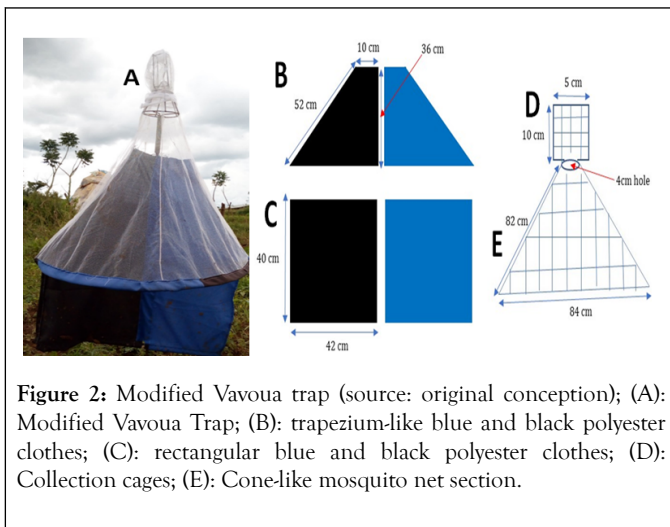 A
B
10 cm
36 cm
52 cm
C
40 cm
42 cm
D
5 cm
10 cm
4cm hole
82 cm
E
84 cm
Figure 2: Modified Vavoua trap (source: original conception); (A):
Modified Vavoua Trap; (B): trapezium-like blue and black polyester
clothes; (C): rectangular blue and black polyester clothes; (D):
Collection cages; (E): Cone-like mosquito net section.